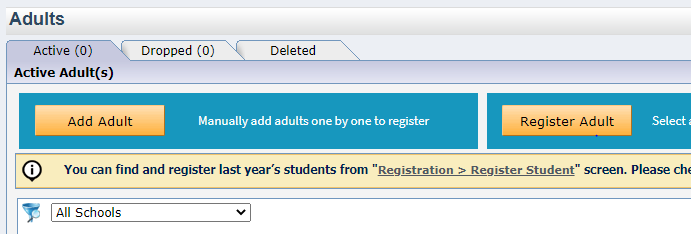 Adults
Active (0) Dropped (0) Deleted
Active Adult(s)
Add Adult Manually add adults one by one to register Register Adult Select
You can find and register last year’s students from "Registration > Register Student" screen. Please
All Schools